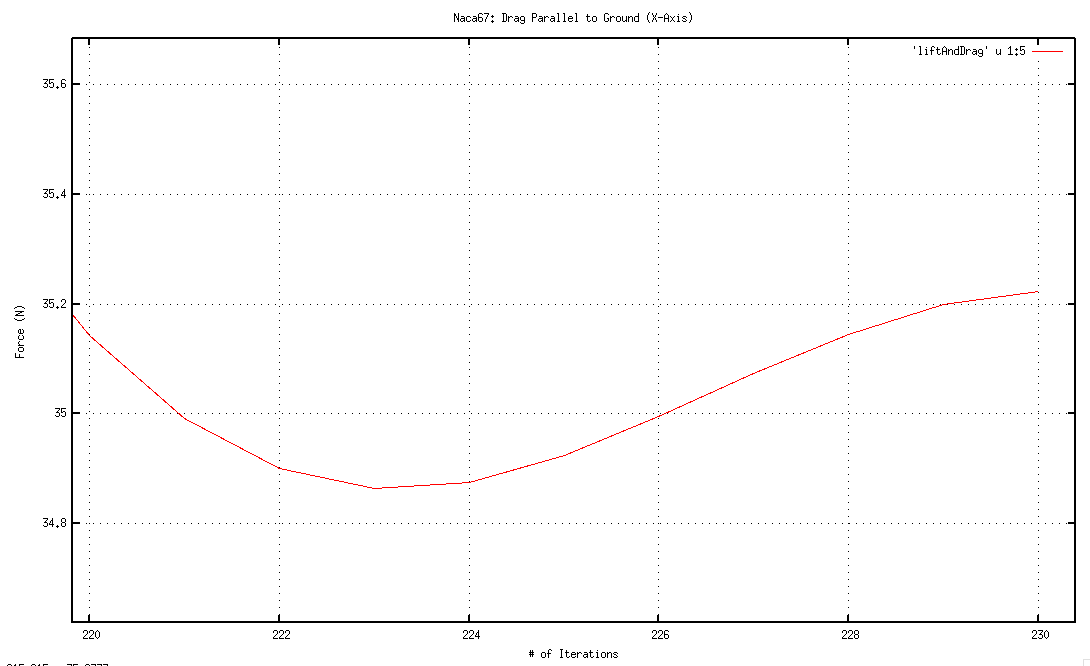 Naca67: Drag Parallel to Ground (X-Axis)
'liftAndDrag' u 1:5
35.6
35.4
35.2
35
34.8
Force (N)
220 222 224 226 228 230
# of Iterations